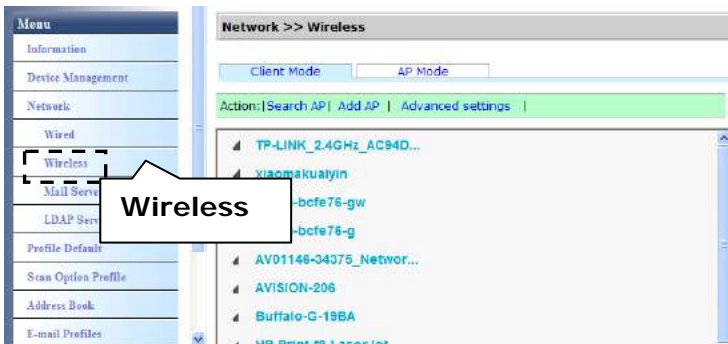 Menu
Information
Device Management
Network
Wired
Wireless
Mail Serv
LDAP Serv
Profile Default
Scan Option Profile
Address Book
E-mail Profiles
Network >> Wireless
Client Mode
AP Mode
Action:|Search AP| Add AP | Advanced settings |
TP-LINK_2.4GHz_AC94D...
xiaomakuaiyin
-bcfe76-gw
-bcfe76-g
AV01146-34375_Networ...
AVISION-206
Buffalo-G-19BA
Wireless